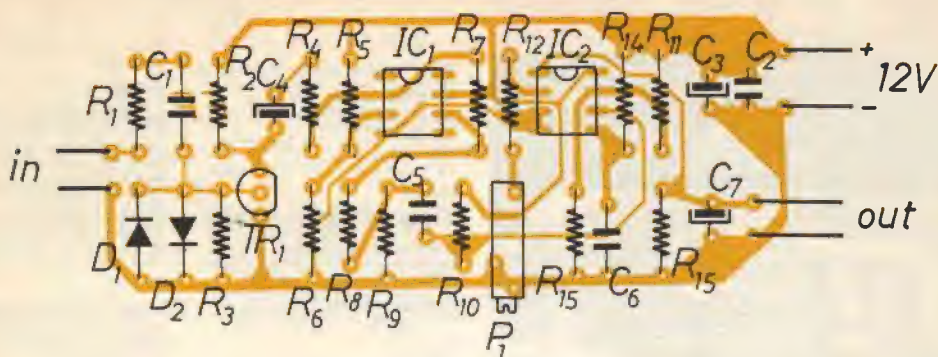 R1
C1
R2
C4
R4
R5
IC1
R7
R12
IC2
R14
R11
C3
C2
+
12V
-
in
D1
D2
R3
TR1
R6
R8
R9
C5
R10
P1
R15
C6
R15
C7
out